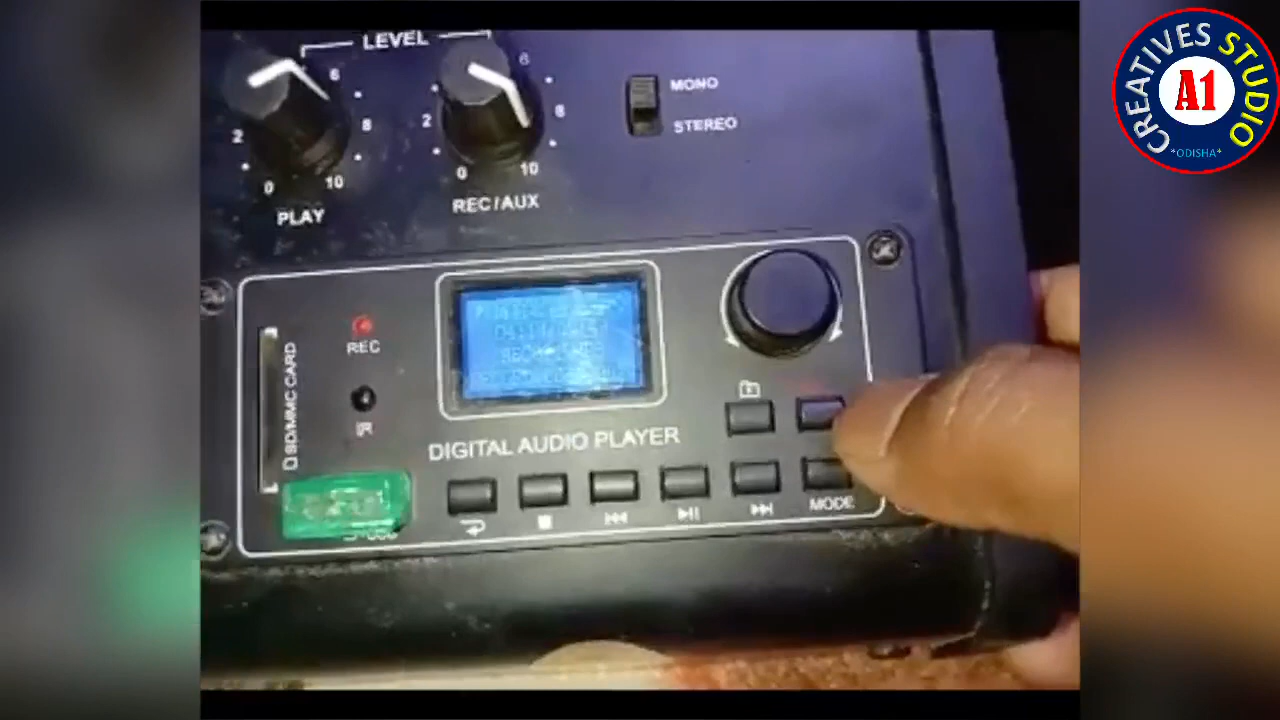 LEVEL
6
6
2
8
2
8
0
10
0
10
PLAY
REC/AUX
MONO
STEREO
REC
IR
SD/MMC CARD
DIGITAL AUDIO PLAYER
MODE
CREATIVES STUDIO
A1
*ODISHA*